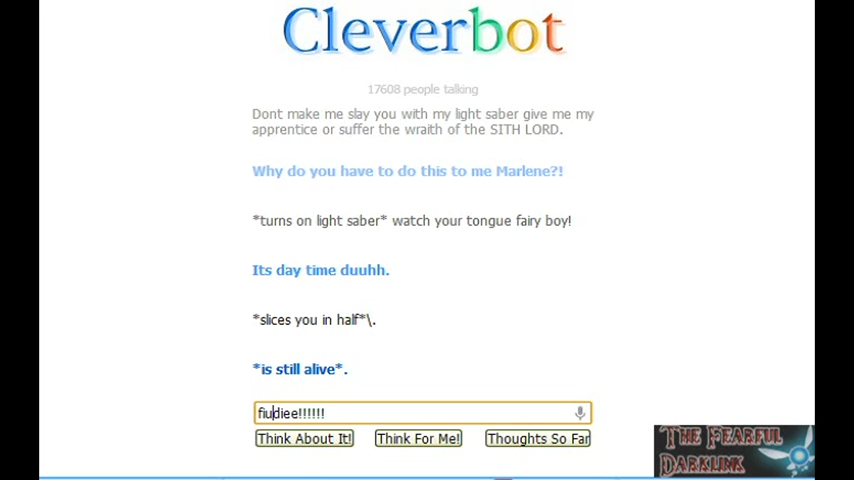 Cleverbot
17608 people talking
Dont make me slay you with my light saber give me my
apprentice or suffer the wraith of the SITH LORD.
Why do you have to do this to me Marlene?!
*turns on light saber* watch your tongue fairy boy!
Its day time duuhh.
*slices you in half*\.
*is still alive*.
fiudiee!!!!!!
Think About It! Think For Me! Thoughts So Far
The Fearful
Darklink